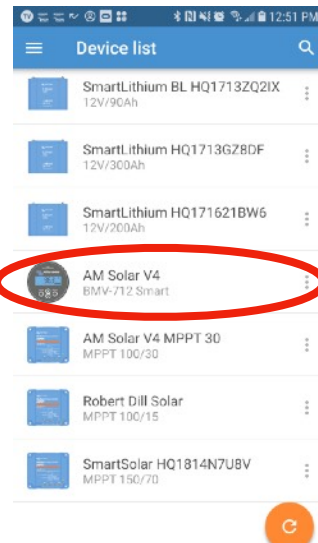 12:51 PM
Device list
SmartLithium BL HQ1713ZQ2IX
12V/90Ah
SmartLithium HQ1713GZ8DF
12V/300Ah
SmartLithium HQ171621BW6
12V/200Ah
AM Solar V4
BMV-712 Smart
AM Solar V4 MPPT 30
MPPT 100/30
Robert Dill Solar
MPPT 100/15
SmartSolar HQ1814N7U8V
MPPT 150/70